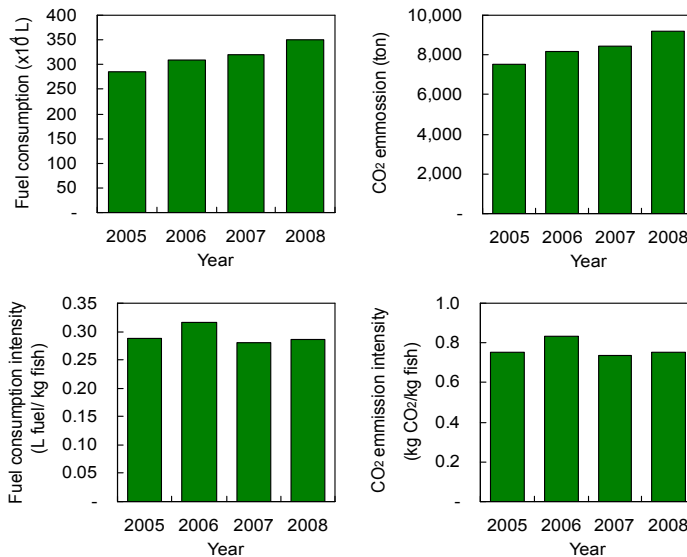 Fuel consumption (x10⁴ L)
400
350
300
250
200
150
100
50
-
2005 2006 2007 2008
Year
CO₂ emmossion (ton)
10,000
8,000
6,000
4,000
2,000
-
2005 2006 2007 2008
Year
Fuel consumption intensity
(L fuel/ kg fish)
0.35
0.30
0.25
0.20
0.15
0.10
0.05
-
2005 2006 2007 2008
Year
CO₂ emmission intensity
(kg CO₂/kg fish)
1.0
0.8
0.6
0.4
0.2
-
2005 2006 2007 2008
Year